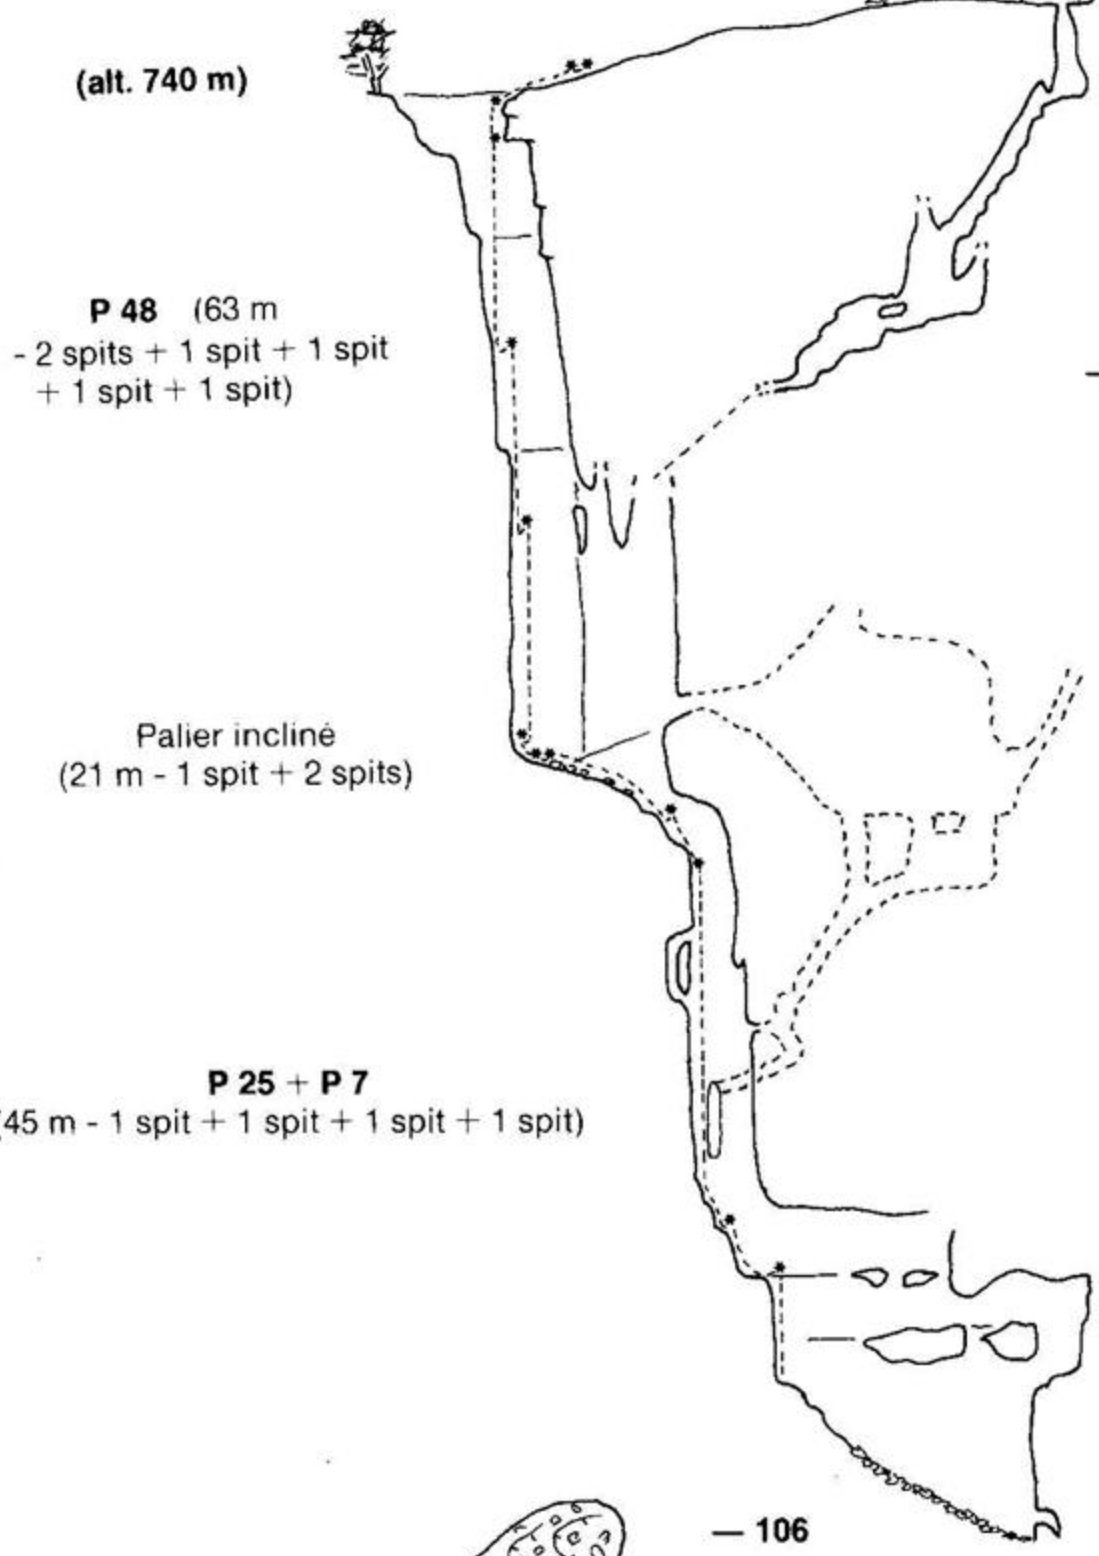 (alt. 740 m)
P 48 (63 m
- 2 spits + 1 spit + 1 spit
+ 1 spit + 1 spit)
Palier incliné
(21 m - 1 spit + 2 spits)
P 25 + P 7
(45 m - 1 spit + 1 spit + 1 spit + 1 spit)
— 106